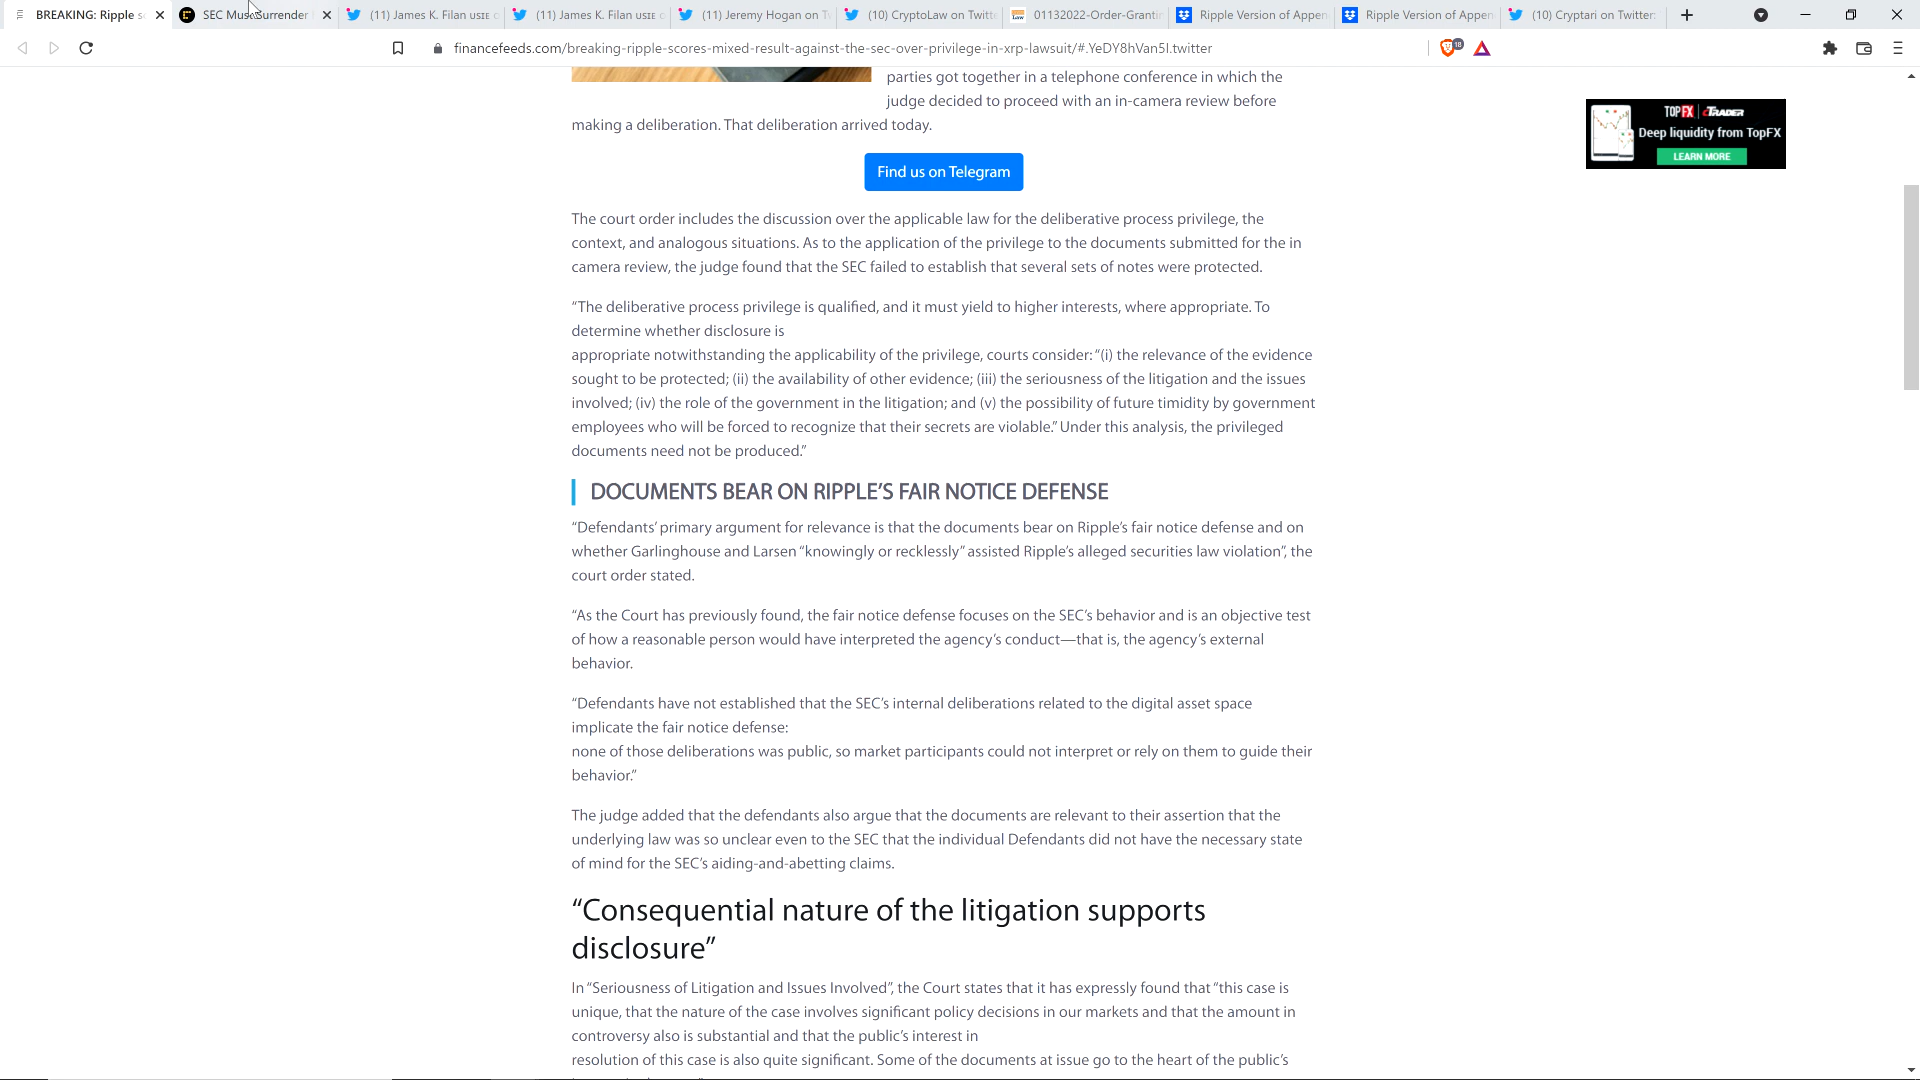 BREAKING: Ripple s
SEC Mus Surrender
(11) James K. Filan
(11) James K. Filan
(11) Jeremy Hogan on T
(10) CryptoLaw on Twitt
01132022-Order-Granti
Ripple Version of Appen
Ripple Version of Appen
(10) Cryptari on Twitter:
financefeeds.com/breaking-ripple-scores-mixed-result-against-the-sec-over-privilege-in-xrp-lawsuit/#.YeDY8hVan5I.twitter
18
parties got together in a telephone conference in which the
judge decided to proceed with an in-camera review before
making a deliberation. That deliberation arrived today.
TOPFX cTRADER
Deep liquidity from TopFX
LEARN MORE
Find us on Telegram
The court order includes the discussion over the applicable law for the deliberative process privilege, the
context, and analogous situations. As to the application of the privilege to the documents submitted for the in
camera review, the judge found that the SEC failed to establish that several sets of notes were protected.
“The deliberative process privilege is qualified, and it must yield to higher interests, where appropriate. To
determine whether disclosure is
appropriate notwithstanding the applicability of the privilege, courts consider: “(i) the relevance of the evidence
sought to be protected; (ii) the availability of other evidence; (iii) the seriousness of the litigation and the issues
involved; (iv) the role of the government in the litigation; and (v) the possibility of future timidity by government
employees who will be forced to recognize that their secrets are violable.” Under this analysis, the privileged
documents need not be produced.”
DOCUMENTS BEAR ON RIPPLE’S FAIR NOTICE DEFENSE
“Defendants’ primary argument for relevance is that the documents bear on Ripple’s fair notice defense and on
whether Garlinghouse and Larsen “knowingly or recklessly” assisted Ripple’s alleged securities law violation”, the
court order stated.
“As the Court has previously found, the fair notice defense focuses on the SEC’s behavior and is an objective test
of how a reasonable person would have interpreted the agency’s conduct—that is, the agency’s external
behavior.
“Defendants have not established that the SEC’s internal deliberations related to the digital asset space
implicate the fair notice defense:
none of those deliberations was public, so market participants could not interpret or rely on them to guide their
behavior.”
The judge added that the defendants also argue that the documents are relevant to their assertion that the
underlying law was so unclear even to the SEC that the individual Defendants did not have the necessary state
of mind for the SEC’s aiding-and-abetting claims.
“Consequential nature of the litigation supports
disclosure”
In “Seriousness of Litigation and Issues Involved”, the Court states that it has expressly found that “this case is
unique, that the nature of the case involves significant policy decisions in our markets and that the amount in
controversy also is substantial and that the public’s interest in
resolution of this case is also quite significant. Some of the documents at issue go to the heart of the public’s